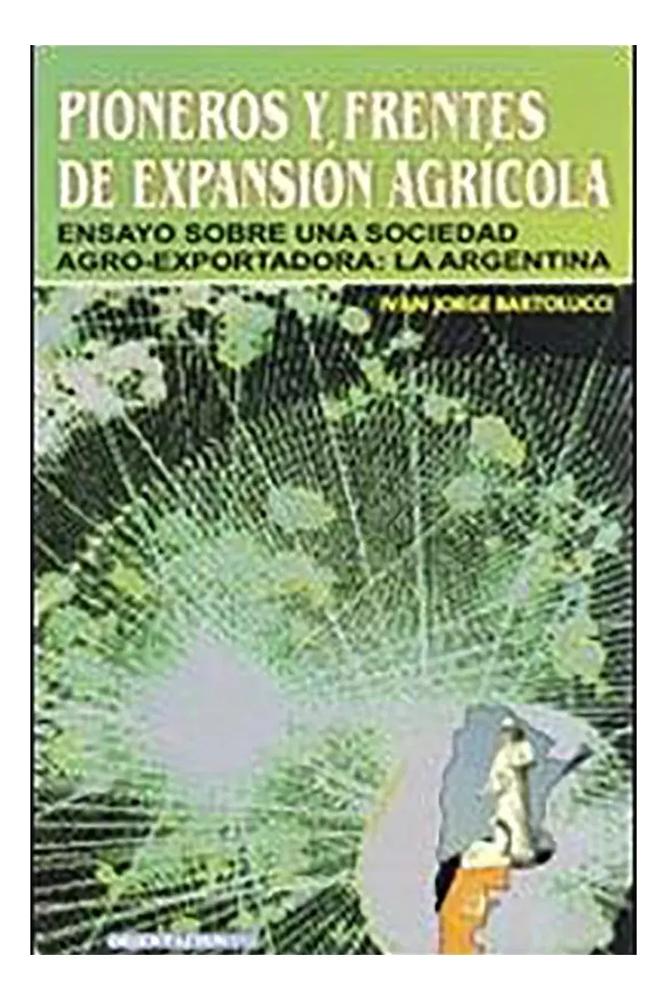 PIONEROS Y FRENTES
DE EXPANSIÓN AGRÍCOLA
ENSAYO SOBRE UNA SOCIEDAD
AGRO-EXPORTADORA: LA ARGENTINA
IVÁN JORGE BARTOLUCCI